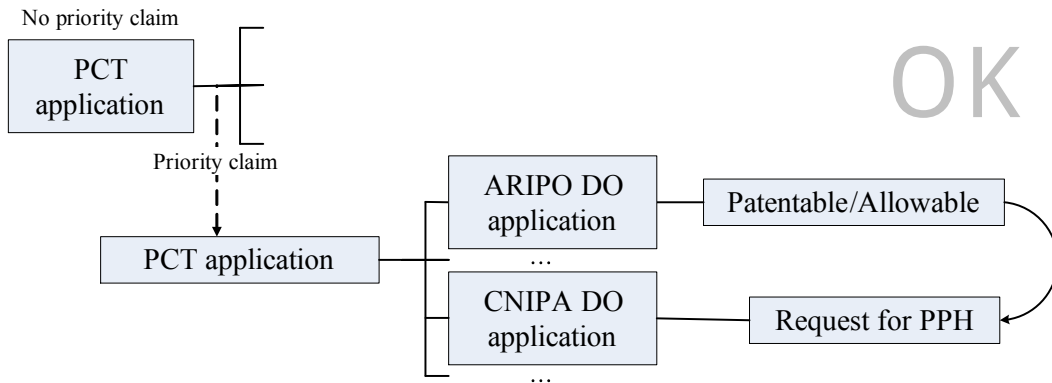 No priority claim
PCT
application
OK
Priority claim
ARIPO DO
application
Patentable/Allowable
PCT application
...
CNIPA DO
application
Request for PPH
...